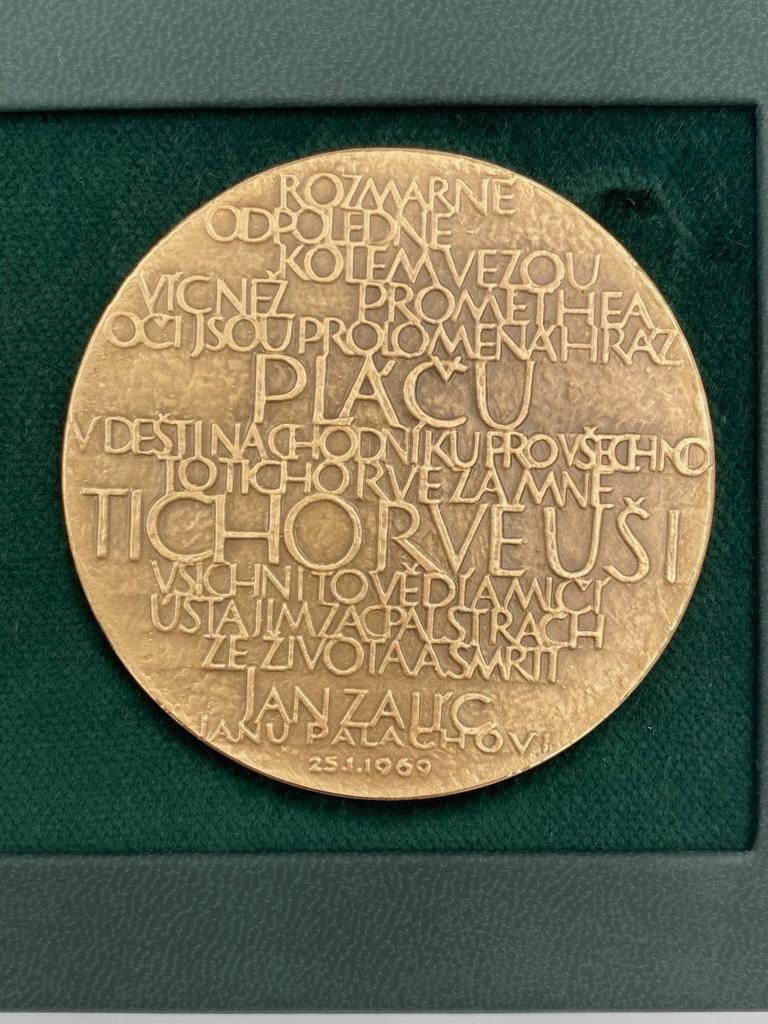 ROZMARNÉ
ODPOLEDNE
KOLEM VEZOU
VÍC NEŽ PROMÉTHEA
OČI JSOU PROLOMENÁ HRÁZ
PLÁČU
V DEŠTI NA CHODNÍKU PRO VŠECHNO
TO TICHO RVE ZA MNE
TICHO RVE UŠI
VŠICHNI TO VĚDÍ A MLČÍ
ÚSTA JIM ZACPAL STRACH
ZE ŽIVOTA A SMRTI
JAN ZAJÍC
JANU PALACHOVI
25.1.1969